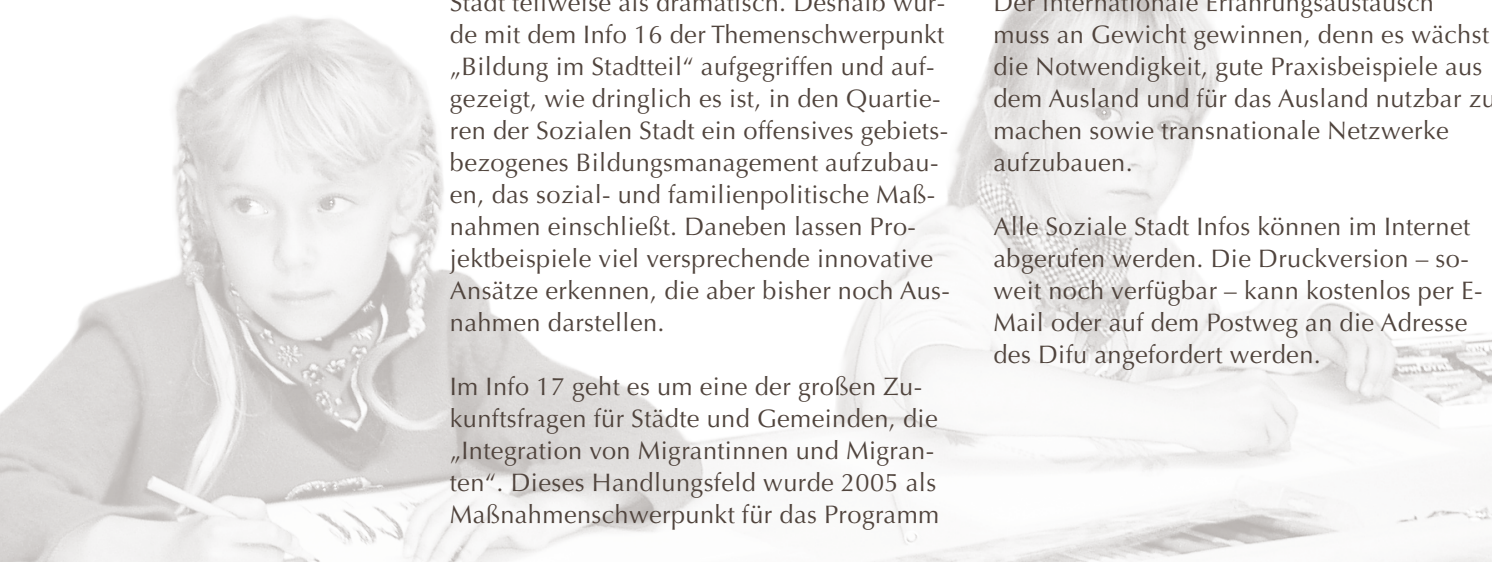 Stadt teilweise als dramatisch. Deshalb wur-
de mit dem Info 16 der Themenschwerpunkt
„Bildung im Stadtteil“ aufgegriffen und auf-
gezeigt, wie dringlich es ist, in den Quartie-
ren der Sozialen Stadt ein offensives gebiets-
bezogenes Bildungsmanagement aufzubau-
en, das sozial- und familienpolitische Maß-
nahmen einschließt. Daneben lassen Pro-
jektbeispiele viel versprechende innovative
Ansätze erkennen, die aber bisher noch Aus-
nahmen darstellen.

Im Info 17 geht es um eine der großen Zu-
kunftsfragen für Städte und Gemeinden, die
„Integration von Migrantinnen und Migran-
ten“. Dieses Handlungsfeld wurde 2005 als
Maßnahmenschwerpunkt für das Programm

Der internationale Erfahrungsaustausch
muss an Gewicht gewinnen, denn es wächst
die Notwendigkeit, gute Praxisbeispiele aus
dem Ausland und für das Ausland nutzbar zu
machen sowie transnationale Netzwerke
aufzubauen.

Alle Soziale Stadt Infos können im Internet
abgerufen werden. Die Druckversion – so-
weit noch verfügbar – kann kostenlos per E-
Mail oder auf dem Postweg an die Adresse
des Difu angefordert werden.